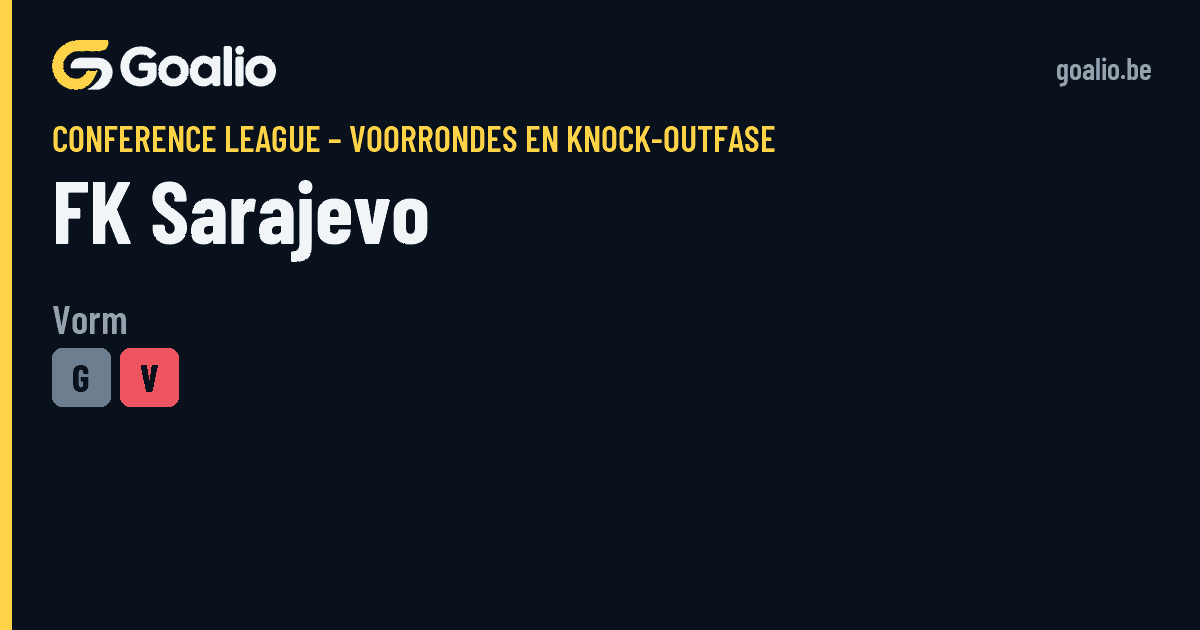 Goalio
goalio.be
CONFERENCE LEAGUE – VOORRONDES EN KNOCK-OUTFASE
FK Sarajevo
Vorm
G V